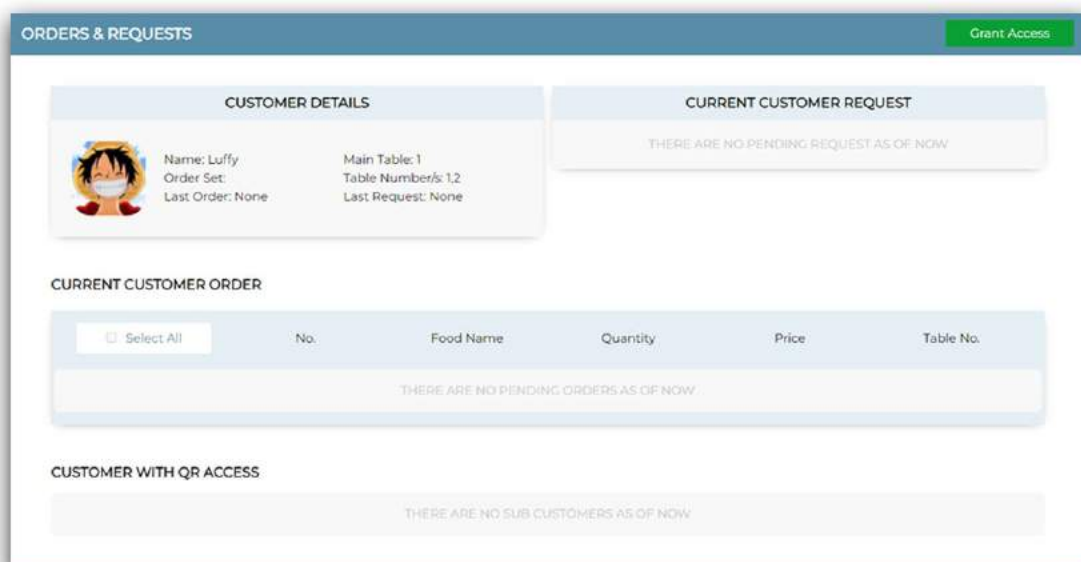 ORDERS & REQUESTS
Grant Access
CUSTOMER DETAILS
Name: Luffy
Order Set:
Last Order: None
Main Table: 1
Table Number/s: 1,2
Last Request: None
CURRENT CUSTOMER REQUEST
THERE ARE NO PENDING REQUEST AS OF NOW
CURRENT CUSTOMER ORDER
Select All No. Food Name Quantity Price Table No.
THERE ARE NO PENDING ORDERS AS OF NOW
CUSTOMER WITH QR ACCESS
THERE ARE NO SUB CUSTOMERS AS OF NOW